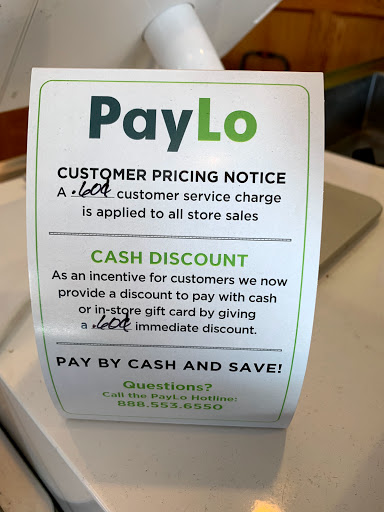 PayLo
CUSTOMER PRICING NOTICE
A .60¢ customer service charge
is applied to all store sales
CASH DISCOUNT
As an incentive for customers we now
provide a discount to pay with cash
or in-store gift card by giving
a .60¢ immediate discount.
PAY BY CASH AND SAVE!
Questions?
Call the PayLo Hotline:
888.553.6550